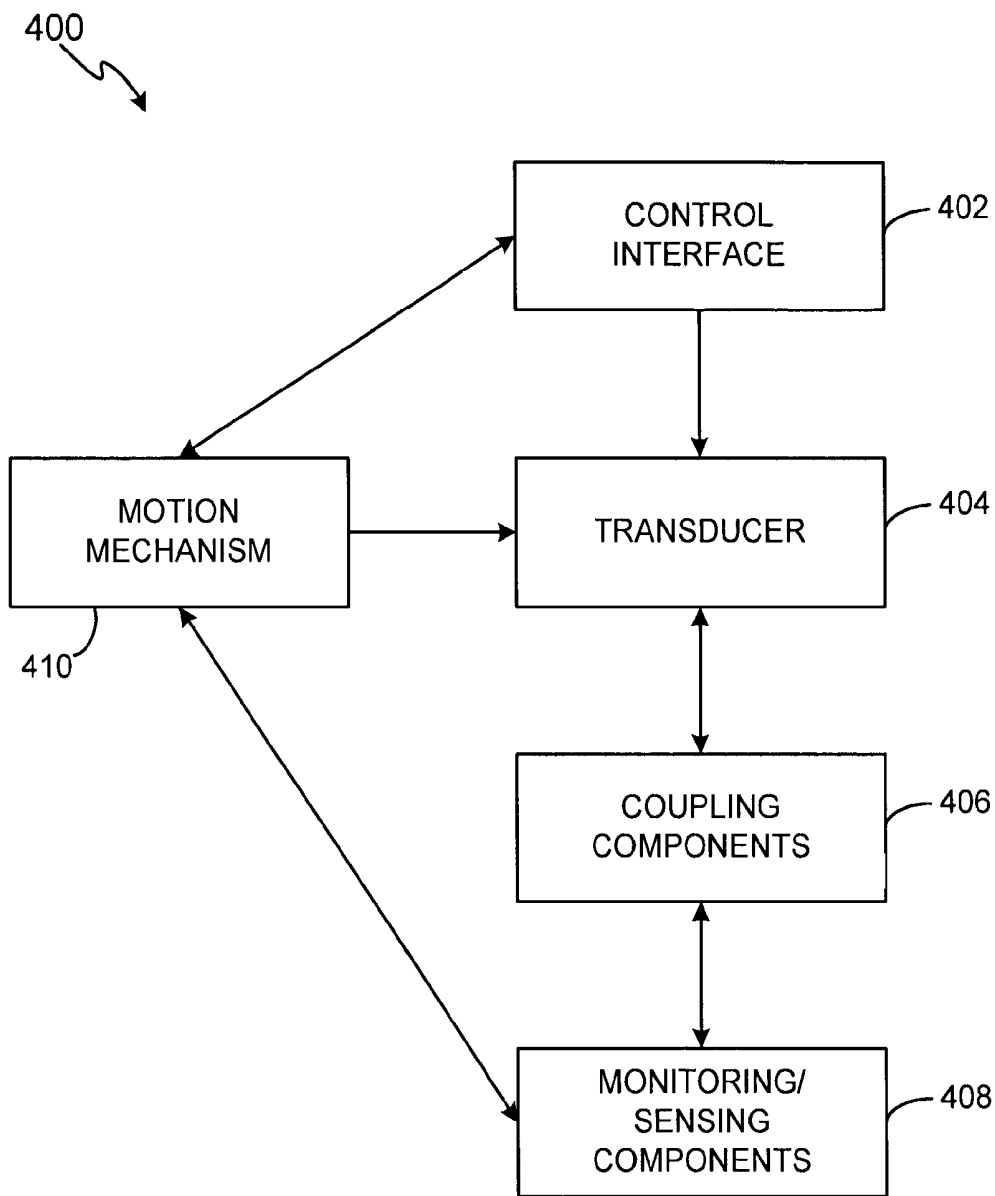 400
CONTROL
INTERFACE
402
MOTION
MECHANISM
410
TRANSDUCER
404
COUPLING
COMPONENTS
406
MONITORING/
SENSING
COMPONENTS
408